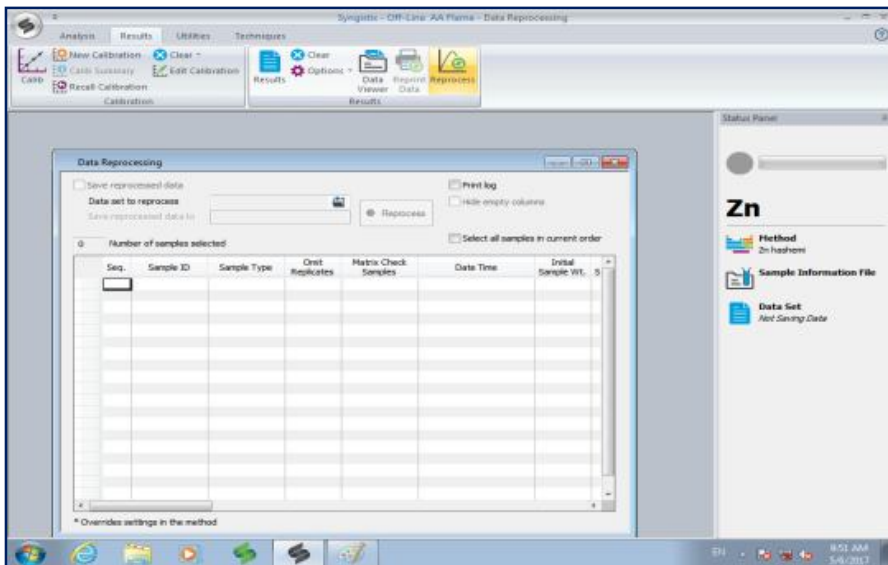 Syngistix - Off-Line AA Flame - Data Reprocessing
Analysis Results Utilities Techniques
New Calibration Clear
Calib Summary Edit Calibration
Recall Calibration
Calib
Calibration
Results
Clear
Options
Data Viewer
Reprint Data
Reprocess
Results
Data Reprocessing
Save reprocessed data
Data set to reprocess
Save reprocessed data to
Reprocess
Print log
Hide empty columns
Select all samples in current order
0 Number of samples selected
Seq. Sample ID Sample Type Omit Replicates Matrix Check Samples Date Time Initial Sample Wt. S
* Overrides settings in the method
Status Panel
Zn
Method
Zn hashemi
Sample Information File
Data Set
Not Saving Data
EN
8:51 AM
5/6/2017